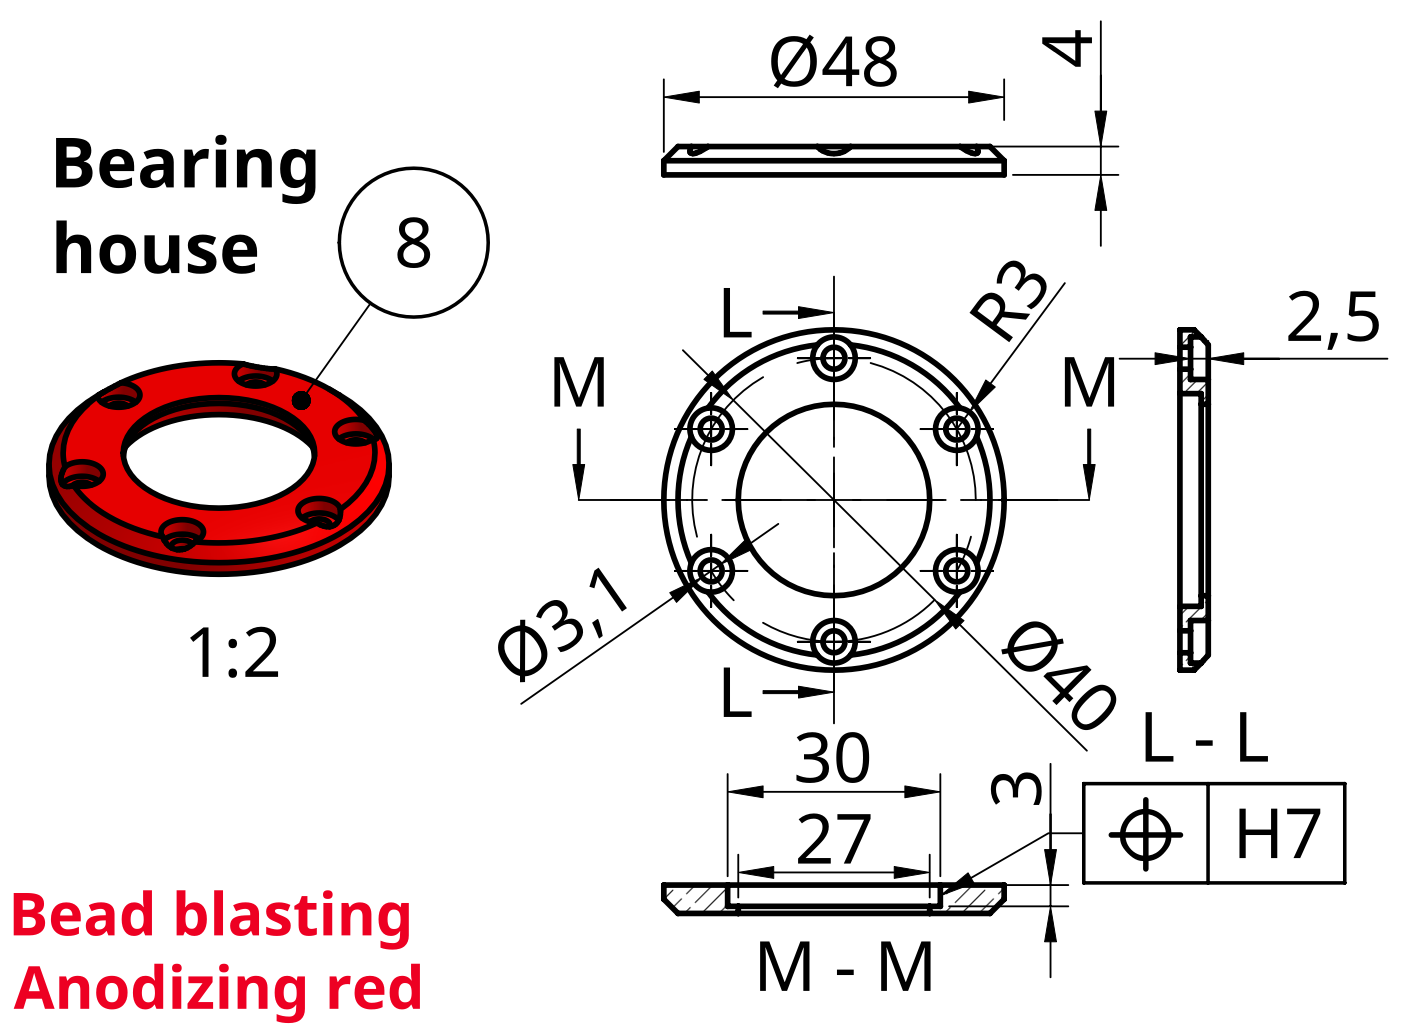 Ø48
4
Bearing
house
8
L
R3
2,5
M
M
Ø3,1
1:2
L
Ø40
L - L
30
3
27
H7
Bead blasting
M - M
Anodizing red